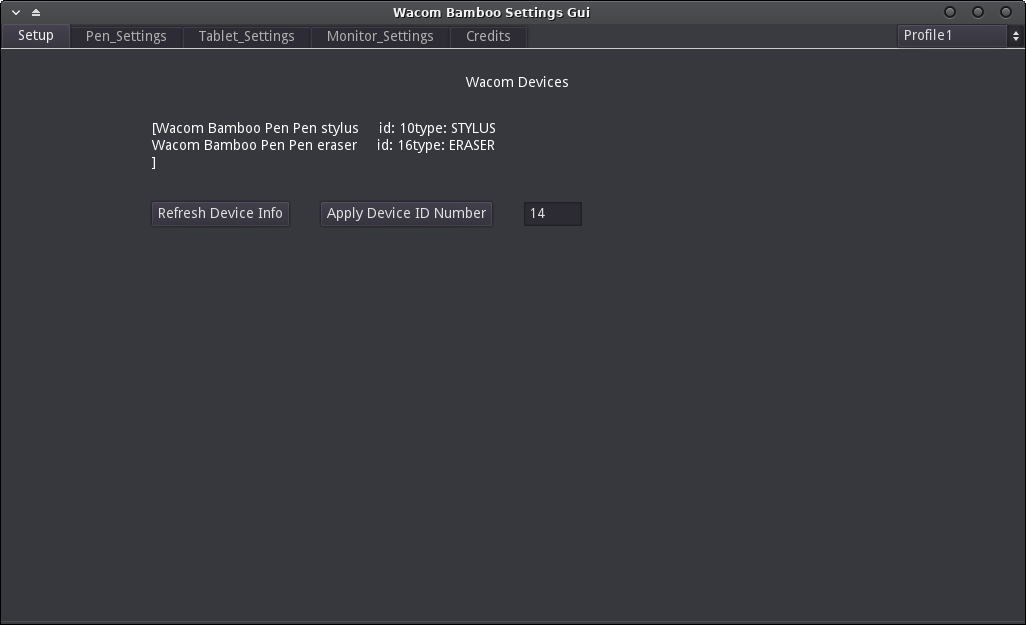 Wacom Bamboo Settings Gui
Setup Pen_Settings Tablet_Settings Monitor_Settings Credits Profile1
Wacom Devices
[Wacom Bamboo Pen Pen stylus id: 10type: STYLUS
Wacom Bamboo Pen Pen eraser id: 16type: ERASER
]
Refresh Device Info Apply Device ID Number 14